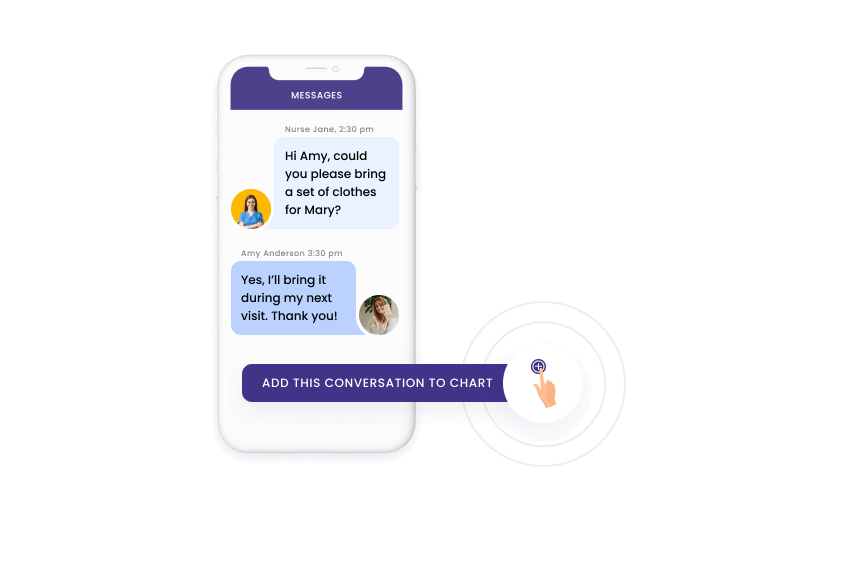 MESSAGES
Nurse Jane, 2:30 pm
Hi Amy, could
you please bring
a set of clothes
for Mary?
Amy Anderson 3:30 pm
Yes, I’ll bring it
during my next
visit. Thank you!
ADD THIS CONVERSATION TO CHART